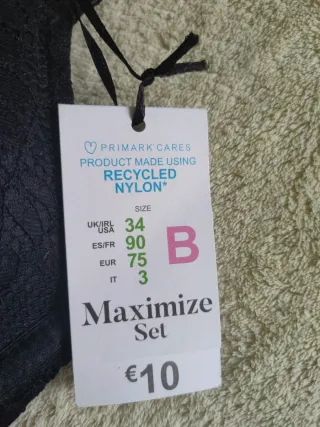 PRIMARK CARES
PRODUCT MADE USING
RECYCLED
NYLON*
SIZE
UK/IRL USA 34
ES/FR 90
EUR 75
IT 3
B
Maximize
Set
€10